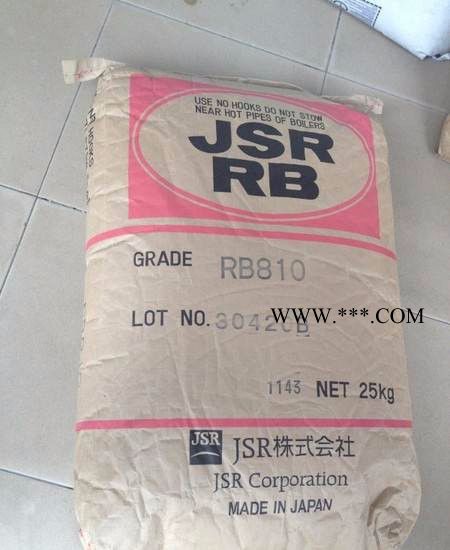 USE NO HOOKS DO NOT STOW
NEAR HOT PIPES OF BOILERS
JSR
RB
GRADE RB810
LOT NO. 30420B
WWW.***.COM
1143 NET 25kg
JSR JSR株式会社
JSR Corporation
MADE IN JAPAN